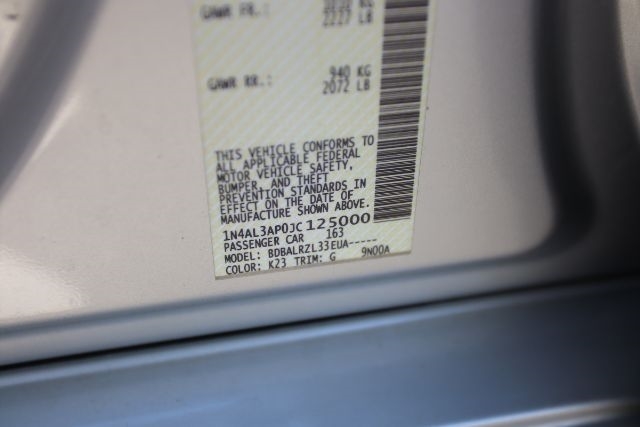 GAWR FR.:
2227 LB
GAWR RR.: 940 KG
2072 LB
THIS VEHICLE CONFORMS TO
ALL APPLICABLE FEDERAL
MOTOR VEHICLE SAFETY,
BUMPER, AND THEFT
PREVENTION STANDARDS IN
EFFECT ON THE DATE OF
MANUFACTURE SHOWN ABOVE.
1N4AL3AP0JC125000
PASSENGER CAR 163
MODEL: BDBALRZL33EUA-----
COLOR: K23 TRIM: G 9N00A